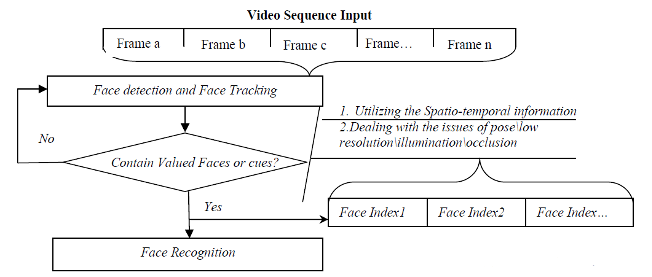 Video Sequence Input
Frame a
Frame b
Frame c
Frame…
Frame n
Face detection and Face Tracking
1. Utilizing the Spatio-temporal information
2.Dealing with the issues of pose\low
resolution\illumination\occlusion
No
Contain Valued Faces or cues?
Yes
Face Index1
Face Index2
Face Index…
Face Recognition